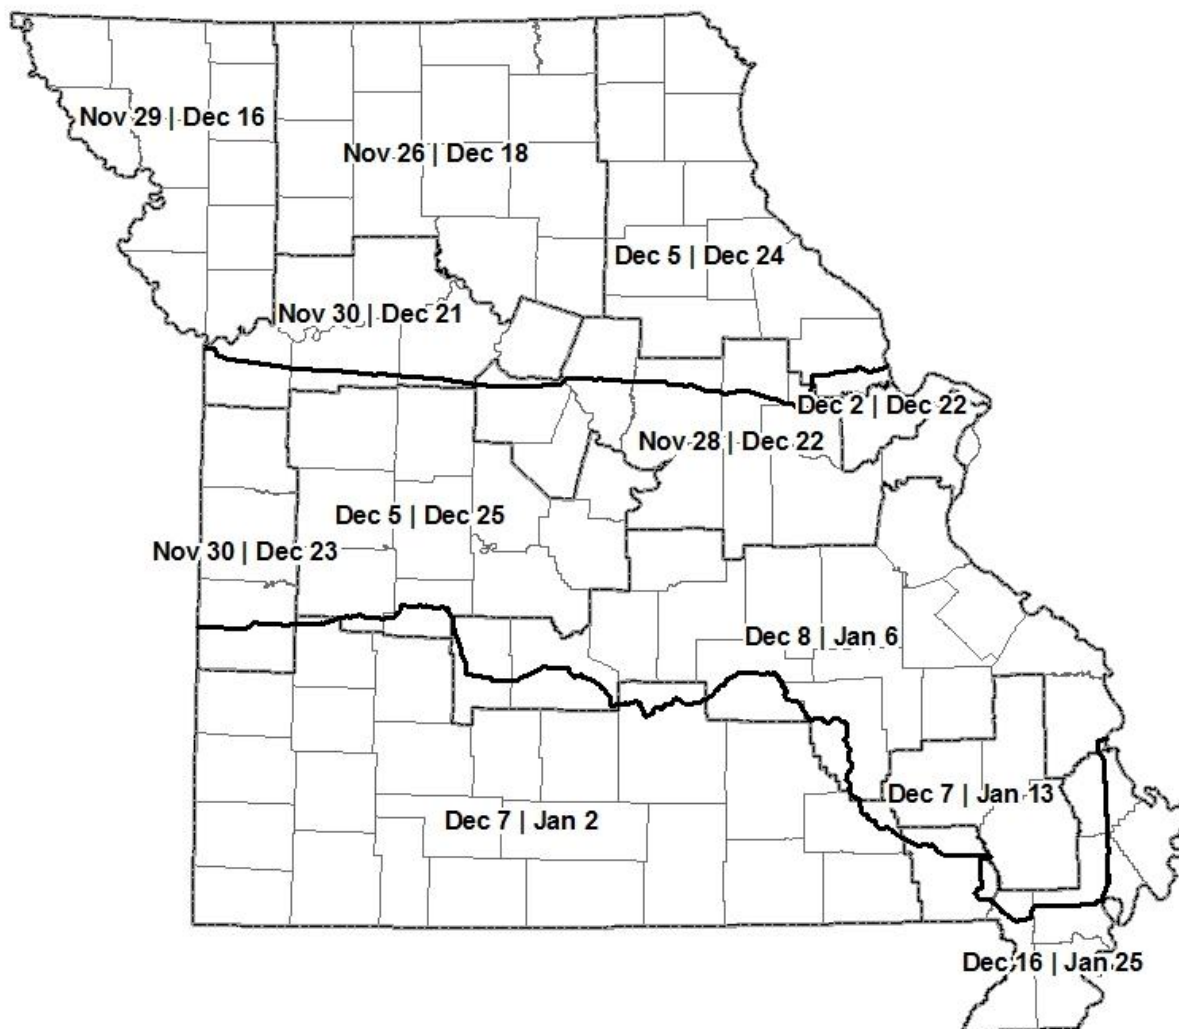 Nov 29 | Dec 16
Nov 26 | Dec 18
Dec 5 | Dec 24
Nov 30 | Dec 21
Dec 2 | Dec 22
Nov 28 | Dec 22
Dec 5 | Dec 25
Nov 30 | Dec 23
Dec 8 | Jan 6
Dec 7 | Jan 13
Dec 7 | Jan 2
Dec 16 | Jan 25